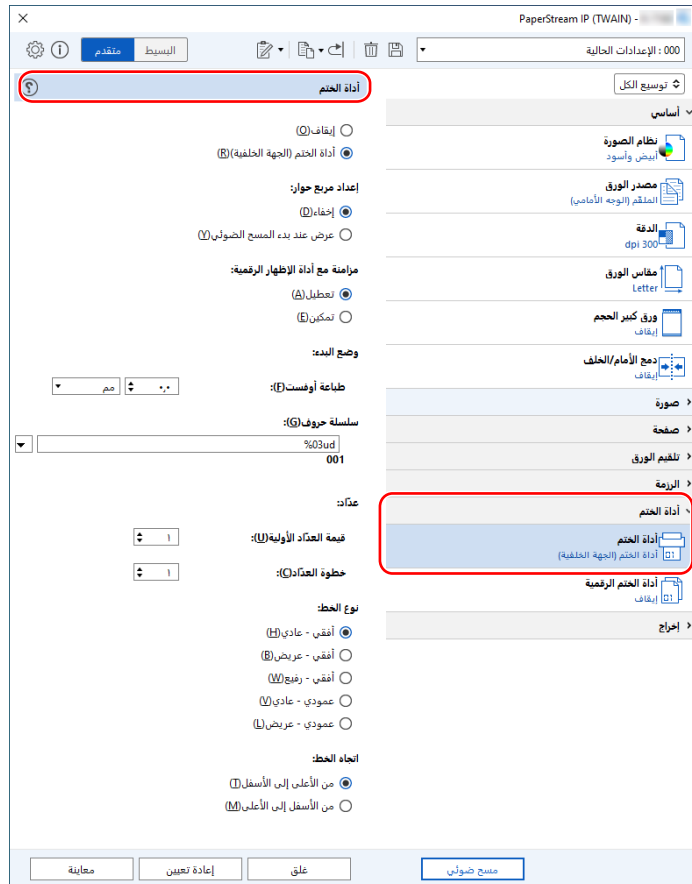 PaperStream IP (TWAIN) -
000 : الإعدادات الحالية
البسيط
متقدم
توسيع الكل
أساسي
نظام الصورة
أبيض وأسود
مصدر الورق
الملقّم (الوجه الأمامي)
الدقة
300 dpi
مقاس الورق
Letter
ورق كبير الحجم
إيقاف
دمج الأمام/الخلف
إيقاف
صورة
صفحة
تلقيم الورق
الرزمة
أداة الختم
أداة الختم
أداة الختم (الجهة الخلفية)
أداة الختم الرقمية
إيقاف
إخراج
أداة الختم
إيقاف(O)
أداة الختم (الجهة الخلفية)(R)
إعداد مربع حوار:
إخفاء(D)
عرض عند بدء المسح الضوئي(Y)
مزامنة مع أداة الإظهار الرقمية:
تعطيل(A)
تمكين(E)
وضع البدء:
طباعة أوفست(F): ٠,٠ مم
سلسلة حروف(G):
%03ud
001
عدّاد:
قيمة العدّاد الأولية(U): ١
خطوة العدّاد(C): ١
نوع الخط:
أفقي - عادي(H)
أفقي - عريض(B)
أفقي - رفيع(W)
عمودي - عادي(V)
عمودي - عريض(L)
اتجاه الخط:
من الأعلى إلى الأسفل(T)
من الأسفل إلى الأعلى(M)
مسح ضوئي
غلق
إعادة تعيين
معاينة